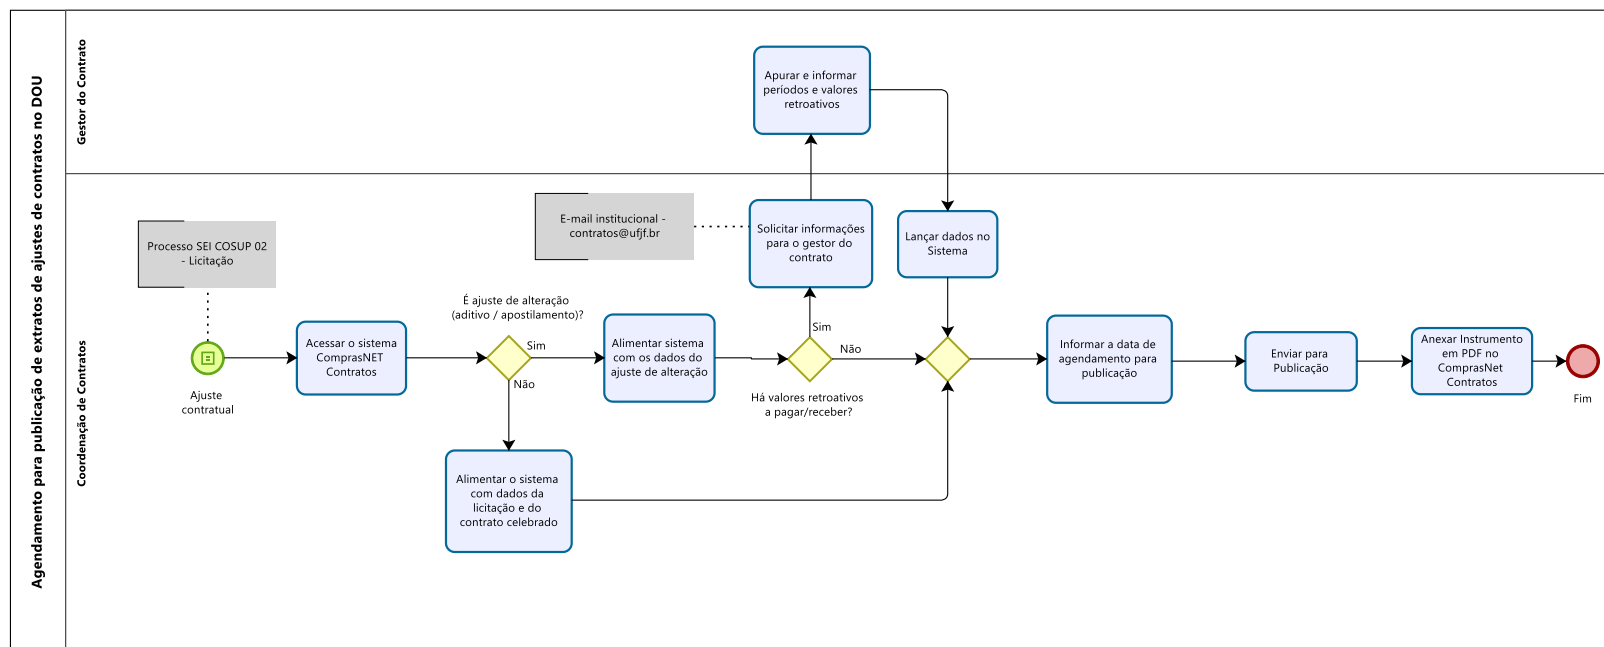 Agendamento para publicação de extratos de ajustes de contratos no DOU
Gestor do Contrato
Apurar e informar
períodos e valores
retroativos
Coordenação de Contratos
Processo SEI COSUP 02
- Licitação
E-mail institucional -
contratos@ufjf.br
Solicitar informações
para o gestor do
contrato
Lançar dados no
Sistema
Ajuste
contratual
Acessar o sistema
ComprasNET
Contratos
É ajuste de alteração
(aditivo / apostilamento)?
Sim
Não
Alimentar sistema
com os dados do
ajuste de alteração
Sim
Não
Há valores retroativos
a pagar/receber?
Alimentar o sistema
com dados da
licitação e do
contrato celebrado
Informar a data de
agendamento para
publicação
Enviar para
Publicação
Anexar Instrumento
em PDF no
ComprasNet
Contratos
Fim